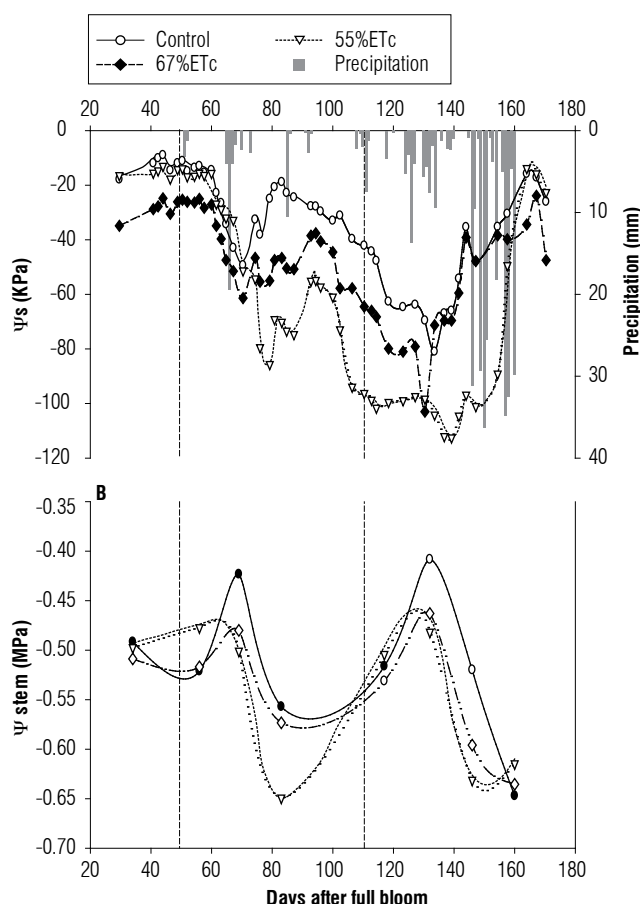 Control 55%ETc
67%ETc Precipitation
20 40 60 80 100 120 140 160 180
0 0
-20
10
-40
-60 20
-80
30
-100
-120 40
Ψs (KPa)
Precipitation (mm)
B
-0.35
-0.40
-0.45
-0.50
-0.55
-0.60
-0.65
-0.70
Ψ stem (MPa)
20 40 60 80 100 120 140 160 180
Days after full bloom